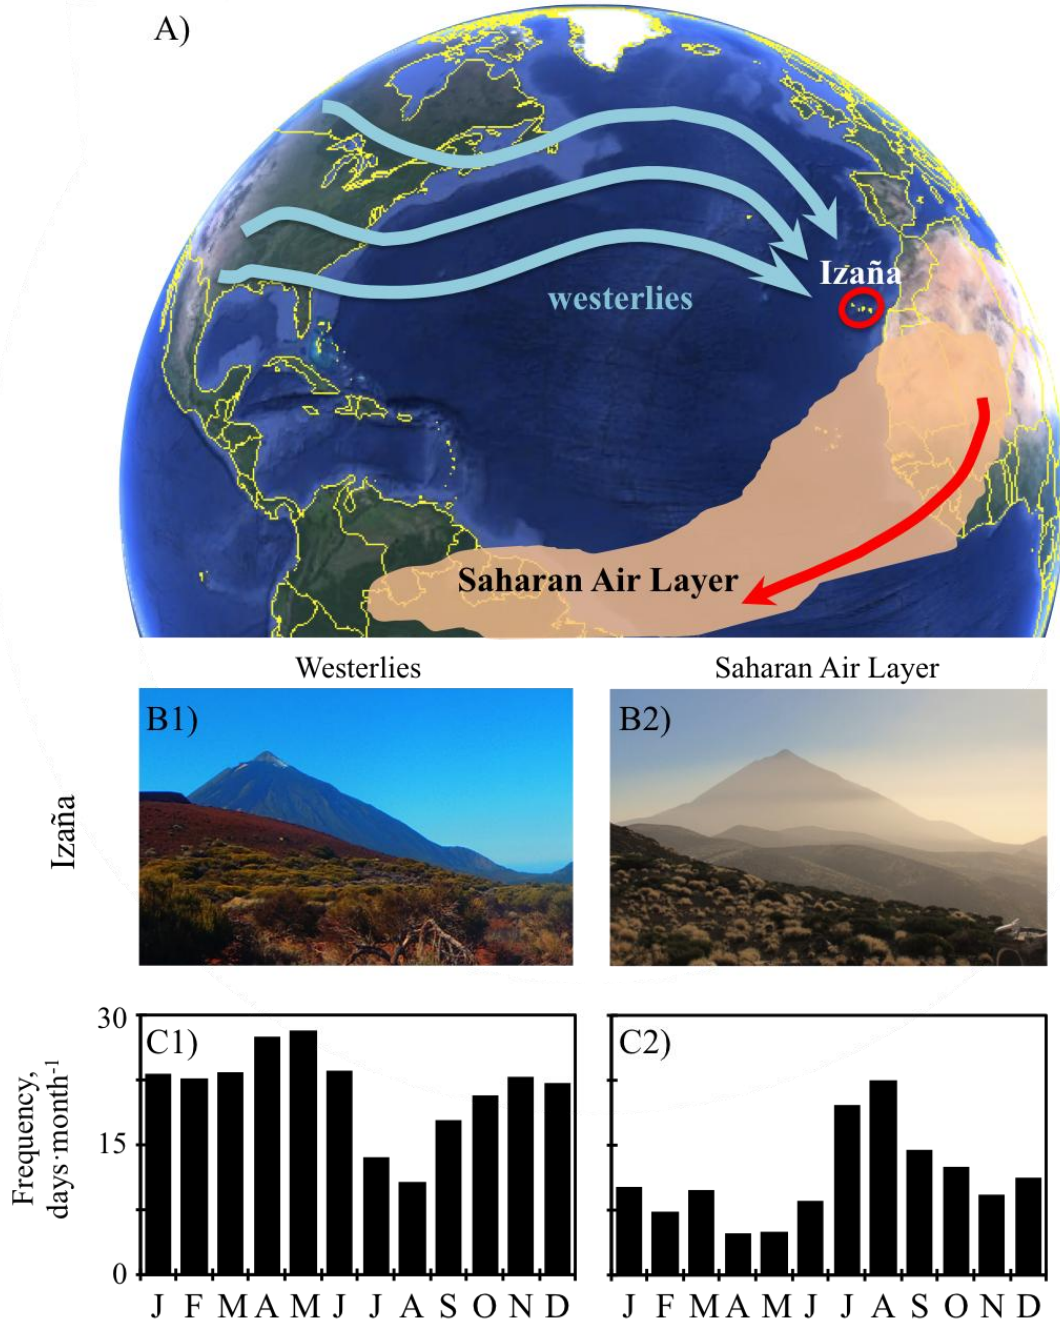 A)
Izaña
westerlies
Saharan Air Layer
Westerlies
Saharan Air Layer
Izaña
B1)
B2)
Frequency,
days·month⁻¹
30
15
0
C1)
C2)
J F M A M J J A S O N D
J F M A M J J A S O N D